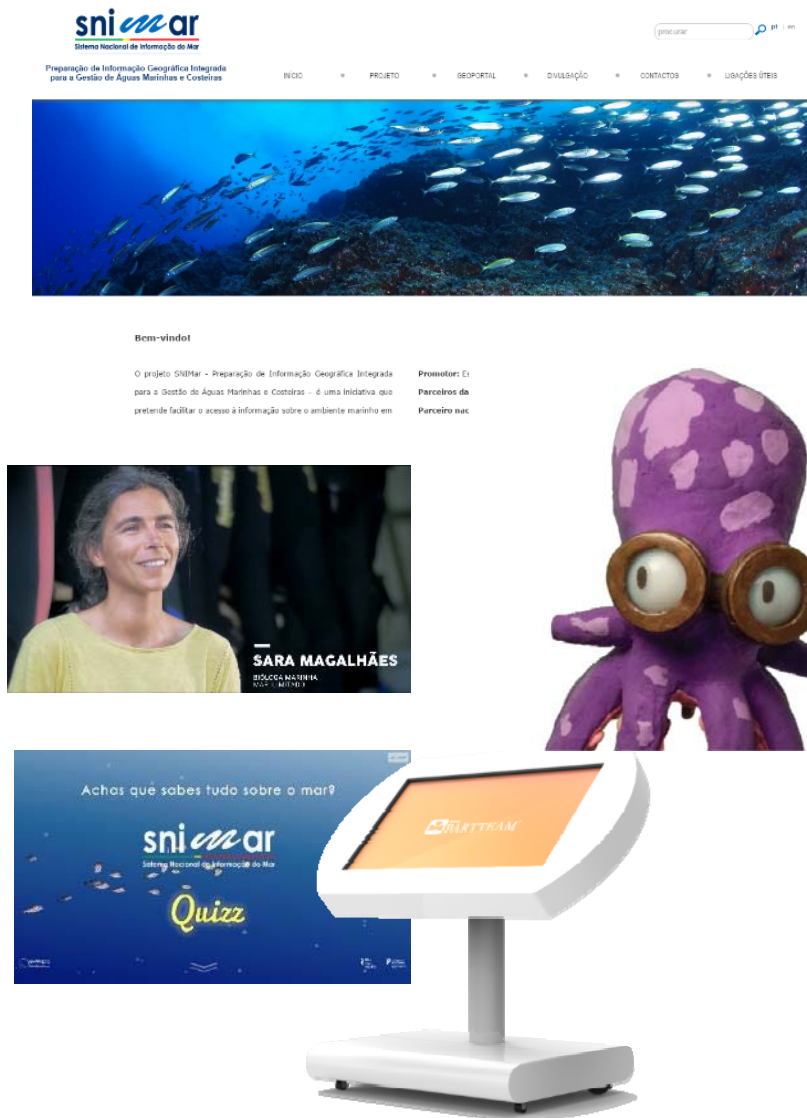 snimar
Sistema Nacional de Informação do Mar
Preparação de Informação Geográfica Integrada
para a Gestão de Águas Marinhas e Costeiras
procurar
pt | en
INÍCIO
PROJETO
GEOPORTAL
DIVULGAÇÃO
CONTACTOS
LIGAÇÕES ÚTEIS
Bem-vindo!
O projeto SNIMar - Preparação de Informação Geográfica Integrada
para a Gestão de Águas Marinhas e Costeiras - é uma iniciativa que
pretende facilitar o acesso à informação sobre o ambiente marinho em
Promotor:
Parceiros da
Parceiro nac
SARA MAGALHÃES
BIÓLOGA MARINHA
MAR ILIMITADO
Achas que sabes tudo sobre o mar?
snimar
Sistema Nacional de Informação do Mar
Quizz
PARTTEAM